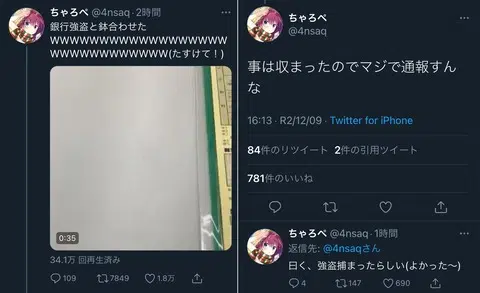 ちゃろぺ @4nsaq・2時間
銀行強盗と鉢合わせた
WWWWWWWWWWWWWWWWWW
WWWWWWWWWWWW(たすけて！)
0:35
34.1万 回再生済み
109 7849 1.8万
ちゃろぺ
@4nsaq
事は収まったのでマジで通報すん
な
16:13・R2/12/09・Twitter for iPhone
84件のリツイート 2件の引用ツイート
781件のいいね
ちゃろぺ @4nsaq・1時間
返信先: @4nsaqさん
曰く、強盗捕まったらしい(よかった〜)
4 147 690